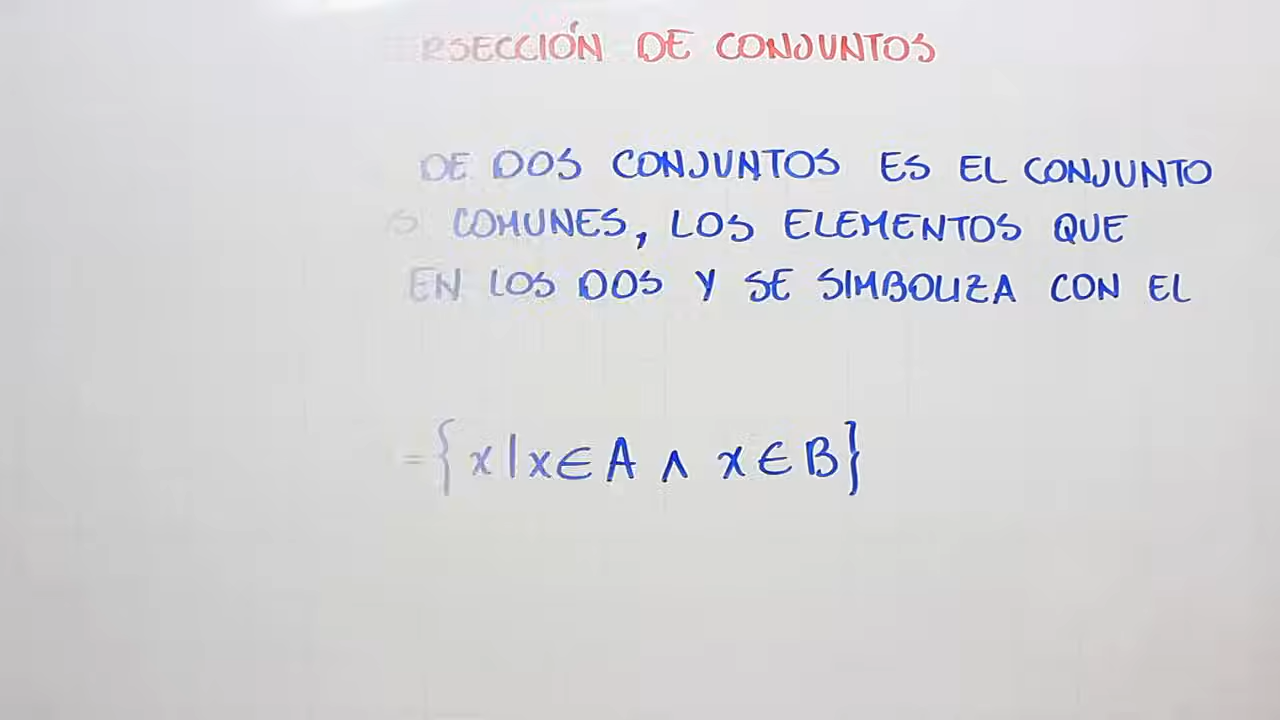 RSECCIÓN DE CONJUNTOS
DE DOS CONJUNTOS ES EL CONJUNTO
S COMUNES, LOS ELEMENTOS QUE
EN LOS DOS Y SE SIMBOLIZA CON EL
= {x|x∈A ∧ x∈B}